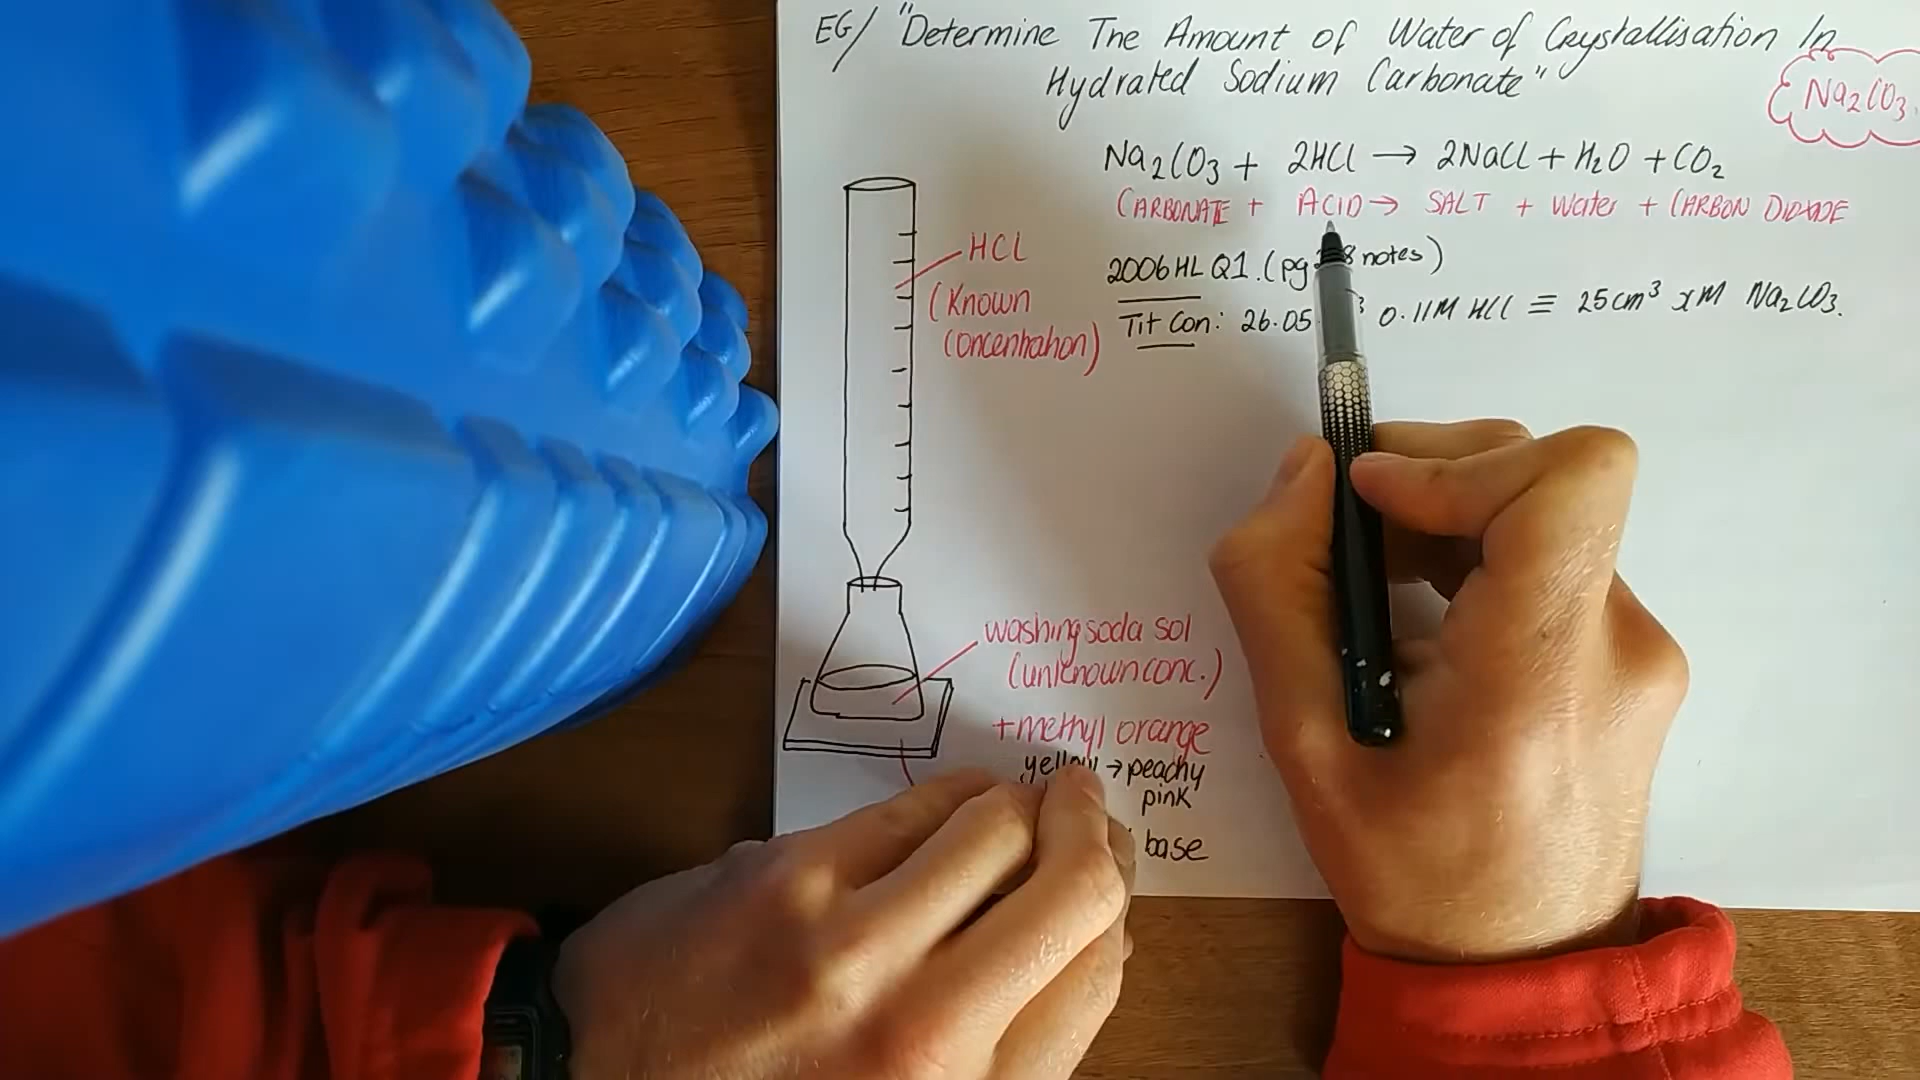 EG/ "Determine The Amount of Water of Crystallisation In
Hydrated Sodium Carbonate"
Na2CO3
Na2CO3 + 2HCl → 2NaCl + H2O + CO2
CARBONATE + ACID → SALT + Water + CARBON DIOXIDE
HCl
(Known
Concentration)
2006 HL Q1. (pg 8 notes)
Tit Con: 26.05 3 0.11M HCl ≡ 25cm3 xM Na2CO3.
washing soda sol
(unknown conc.)
+ methyl orange
yellow → peachy
pink
base